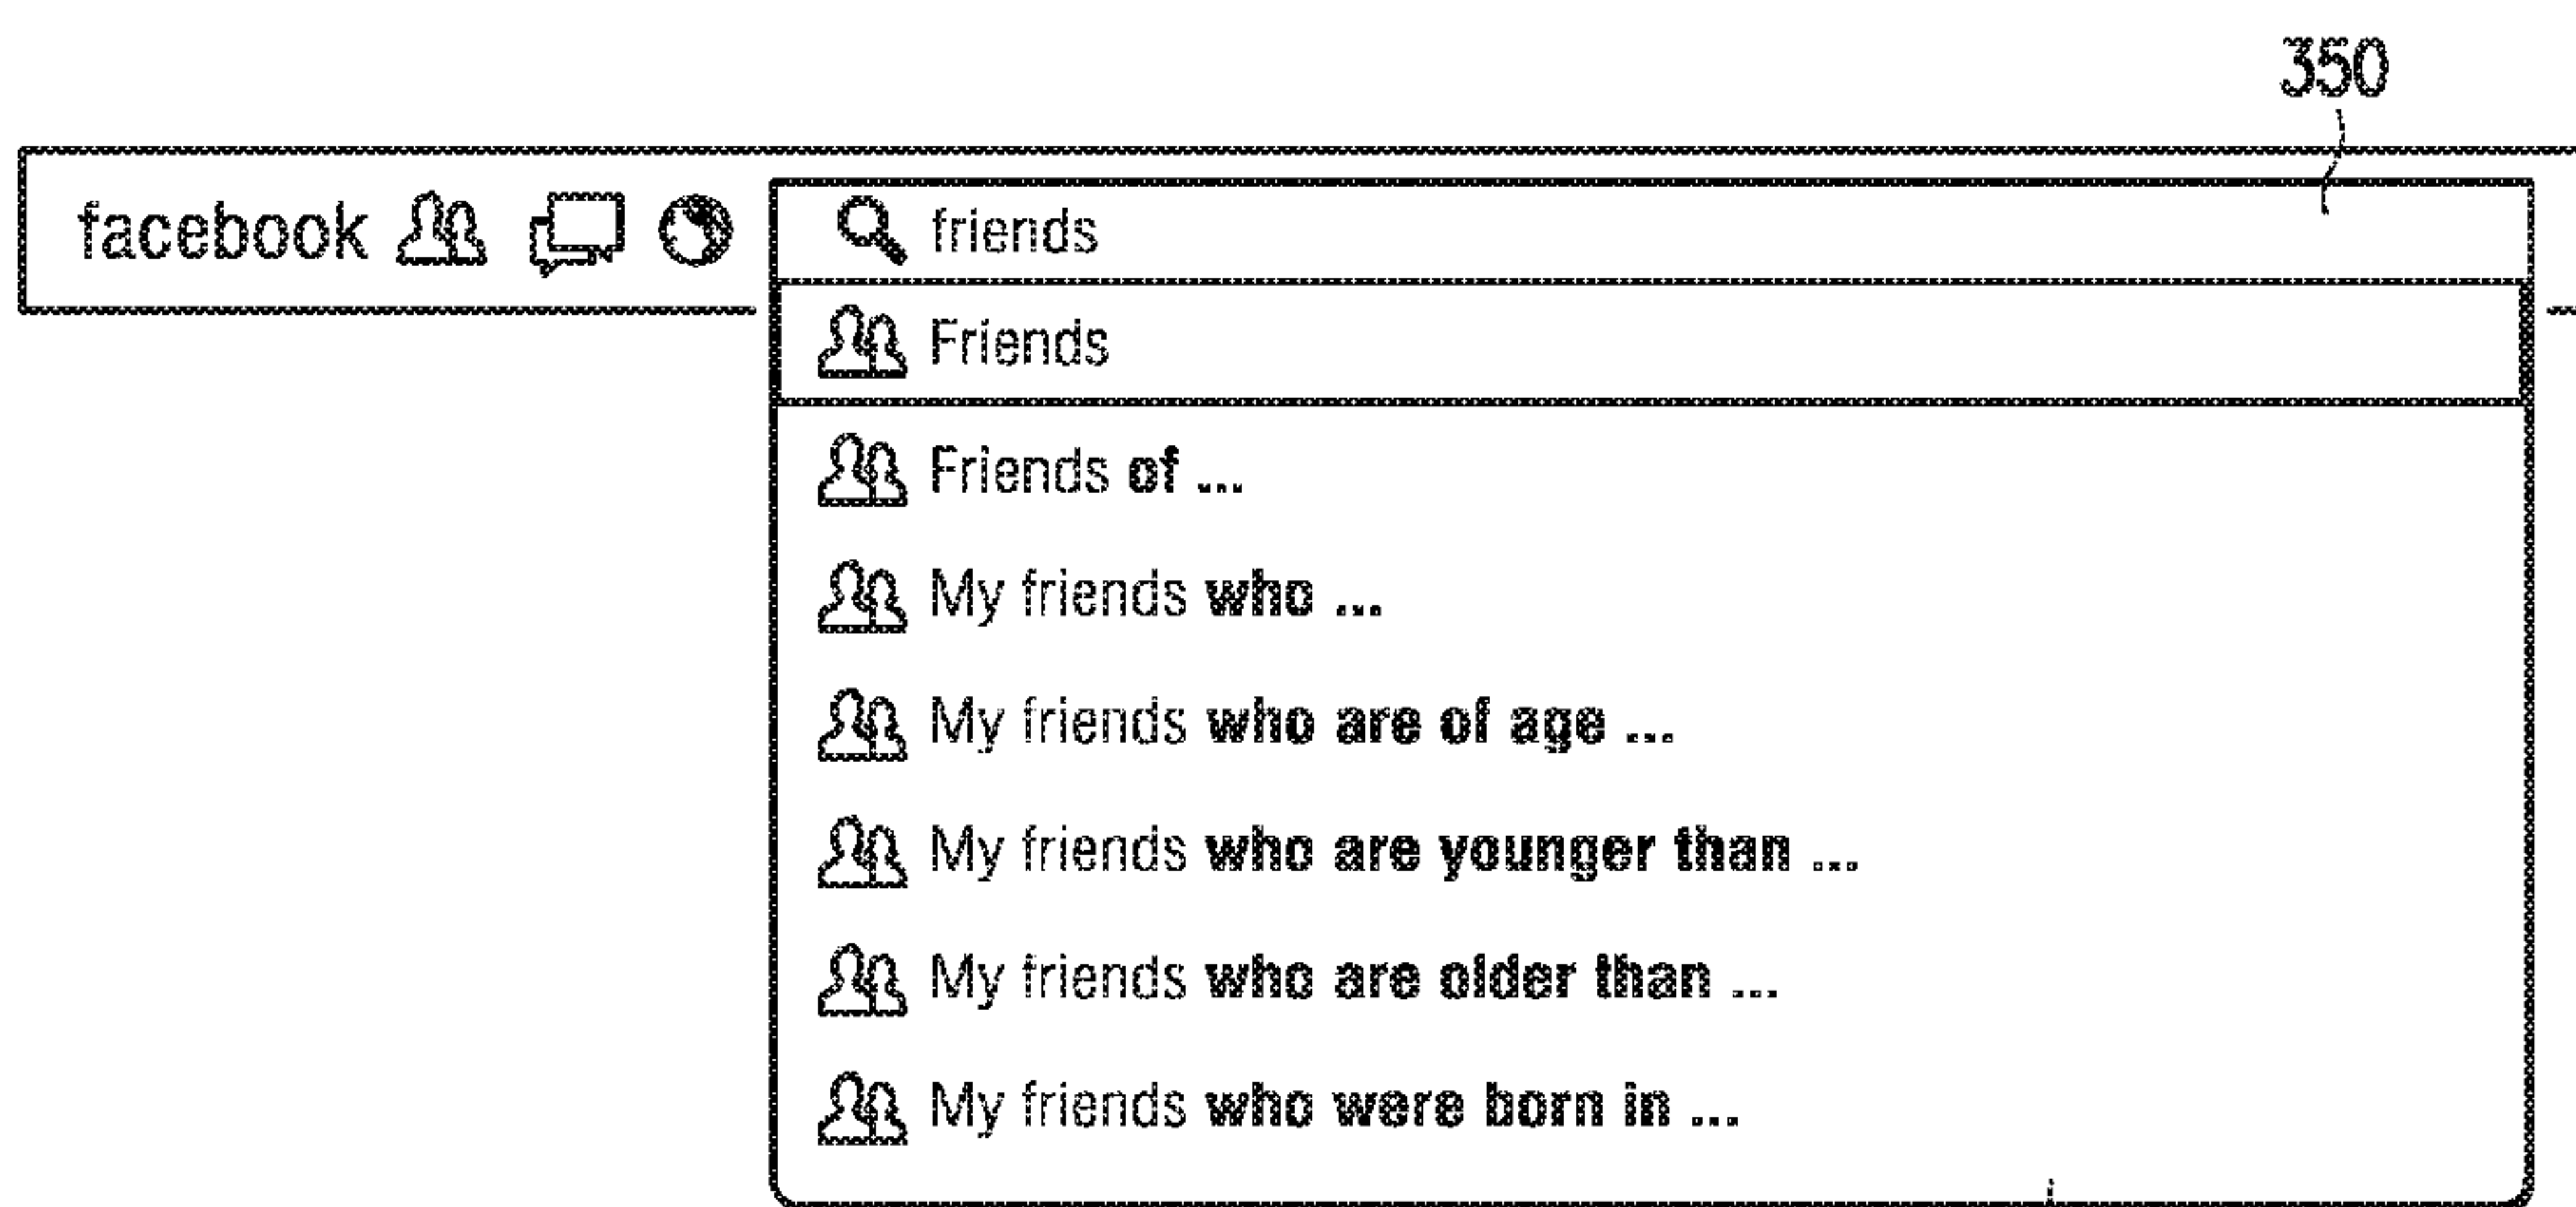 350
facebook friends
Friends
Friends of ...
My friends who ...
My friends who are of age ...
My friends who are younger than ...
My friends who are older than ...
My friends who were born in ...